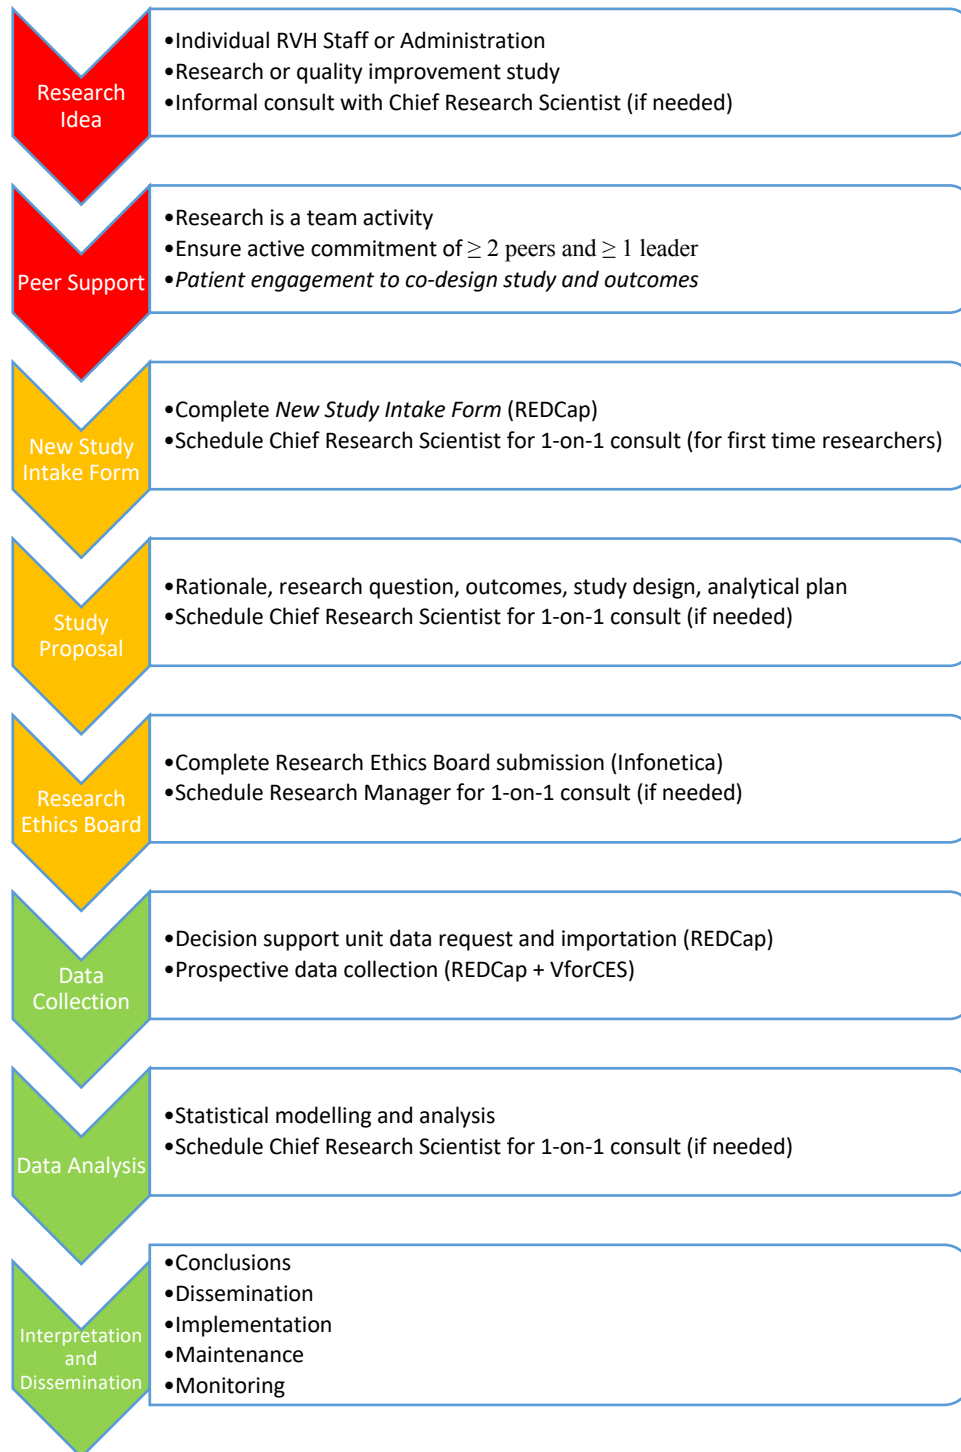 Research
Idea
•Individual RVH Staff or Administration
•Research or quality improvement study
•Informal consult with Chief Research Scientist (if needed)
Peer Support
•Research is a team activity
•Ensure active commitment of ≥ 2 peers and ≥ 1 leader
•Patient engagement to co-design study and outcomes
New Study
Intake Form
•Complete New Study Intake Form (REDCap)
•Schedule Chief Research Scientist for 1-on-1 consult (for first time researchers)
Study
Proposal
•Rationale, research question, outcomes, study design, analytical plan
•Schedule Chief Research Scientist for 1-on-1 consult (if needed)
Research
Ethics Board
•Complete Research Ethics Board submission (Infonetica)
•Schedule Research Manager for 1-on-1 consult (if needed)
Data
Collection
•Decision support unit data request and importation (REDCap)
•Prospective data collection (REDCap + VforCES)
Data Analysis
•Statistical modelling and analysis
•Schedule Chief Research Scientist for 1-on-1 consult (if needed)
Interpretation
and
Dissemination
•Conclusions
•Dissemination
•Implementation
•Maintenance
•Monitoring